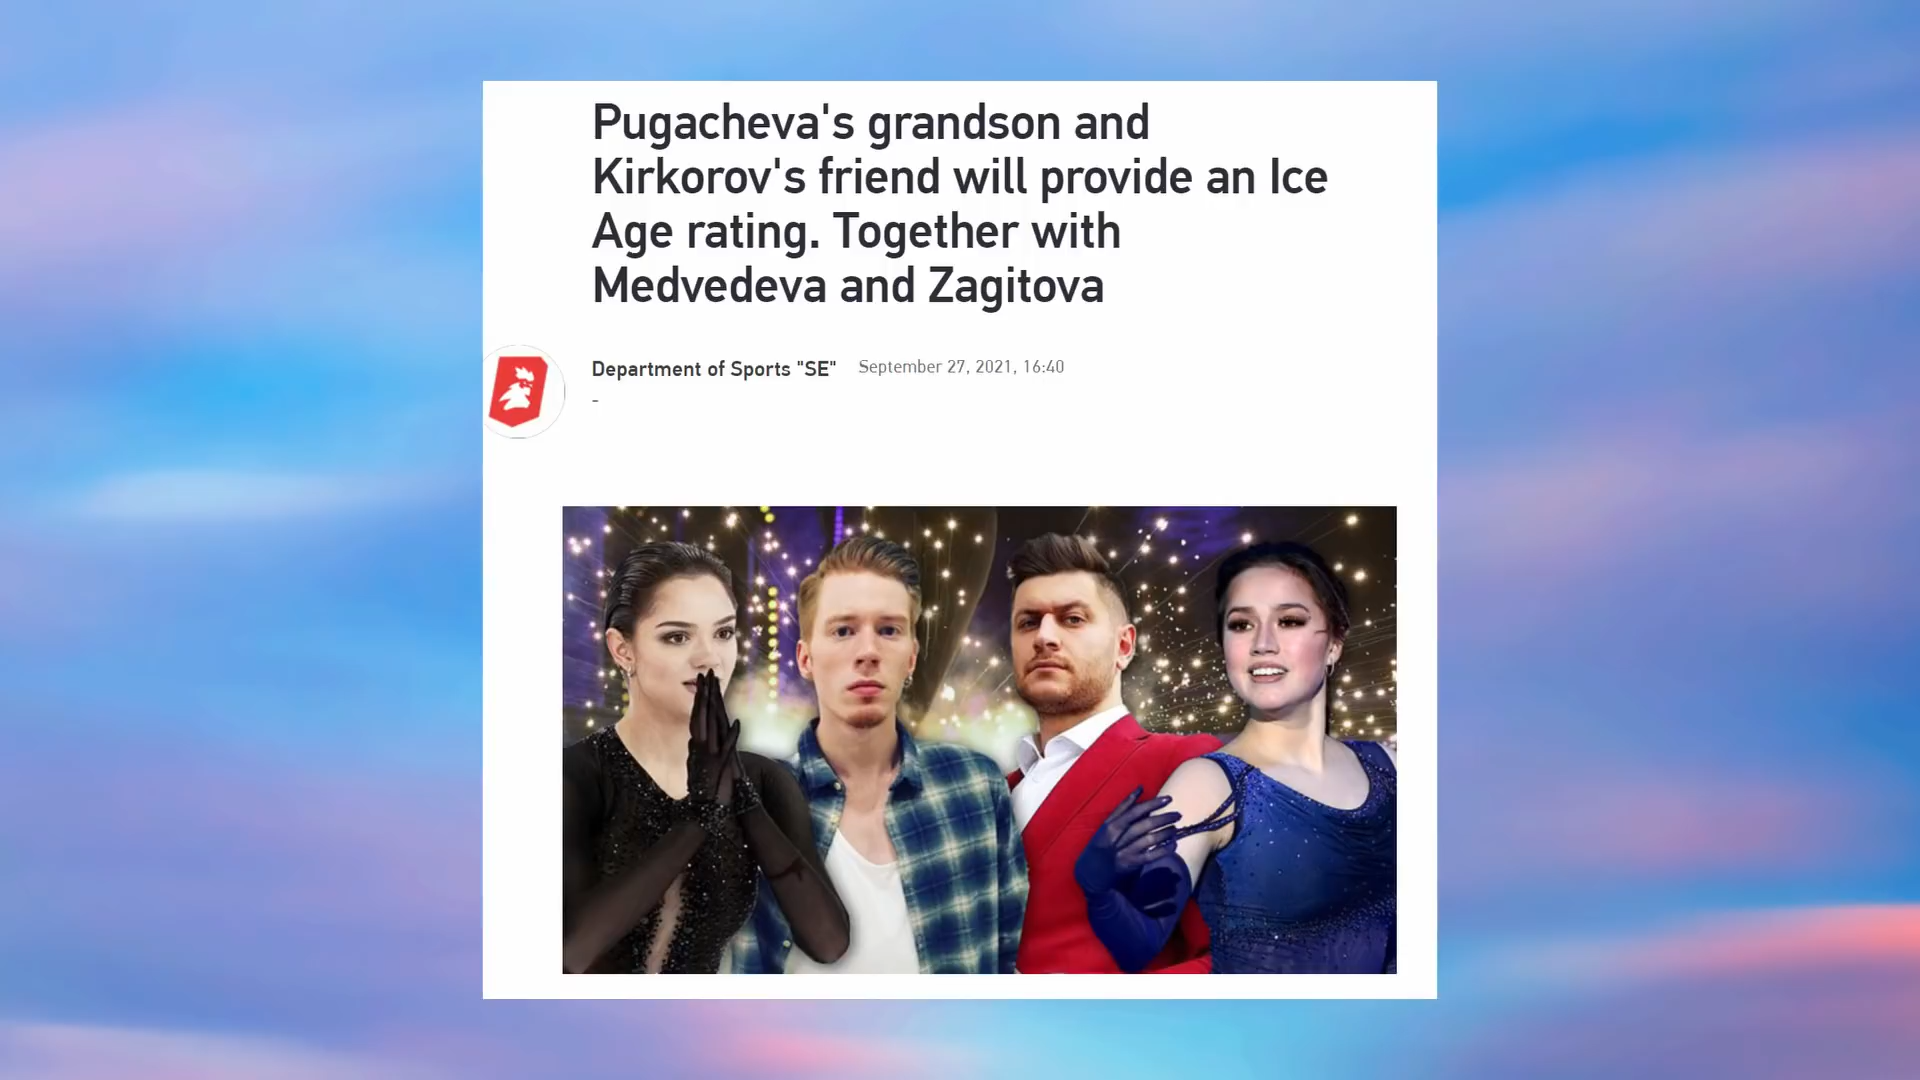 Pugacheva's grandson and
Kirkorov's friend will provide an Ice
Age rating. Together with
Medvedeva and Zagitova
Department of Sports "SE" September 27, 2021, 16:40
-